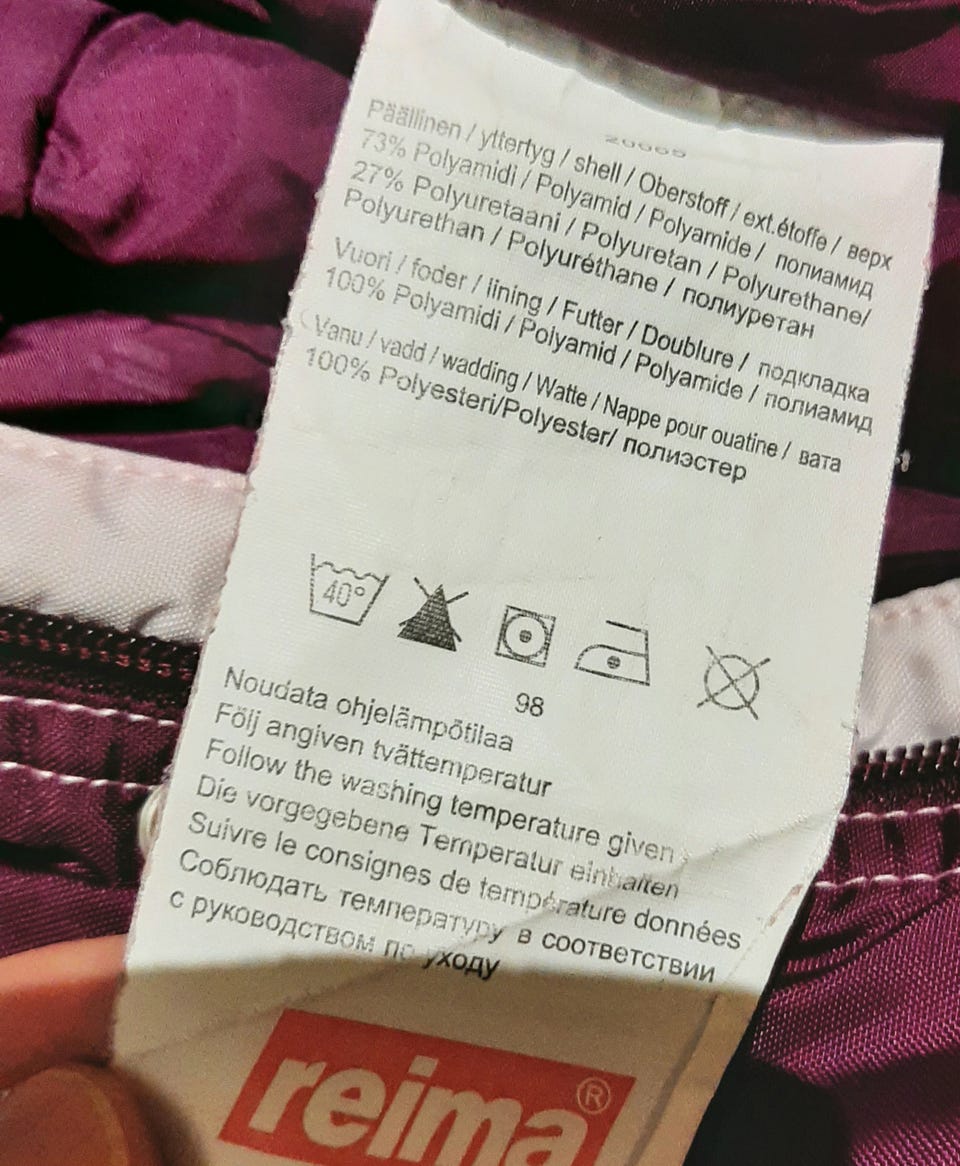 Päällinen / yttertyg / shell / Oberstoff / ext.étoffe / верх
73% Polyamidi / Polyamid / Polyamide / полиамид
27% Polyuretaani / Polyuretan / Polyurethane/
Polyurethan / Polyuréthane / полиуретан
Vuori / foder / lining / Futter / Doublure / подкладка
100% Polyamidi / Polyamid / Polyamide / полиамид
Vanu / vadd / wadding / Watte / Nappe pour ouatine / вата
100% Polyesteri/Polyester/ полиэстер
40°
98
Noudata ohjelämpötilaa
Följ angiven tvättemperatur
Follow the washing temperature given
Die vorgegebene Temperatur einhalten
Suivre le consignes de température données
Соблюдать температуру в соответствии
с руководством по уходу
reima®